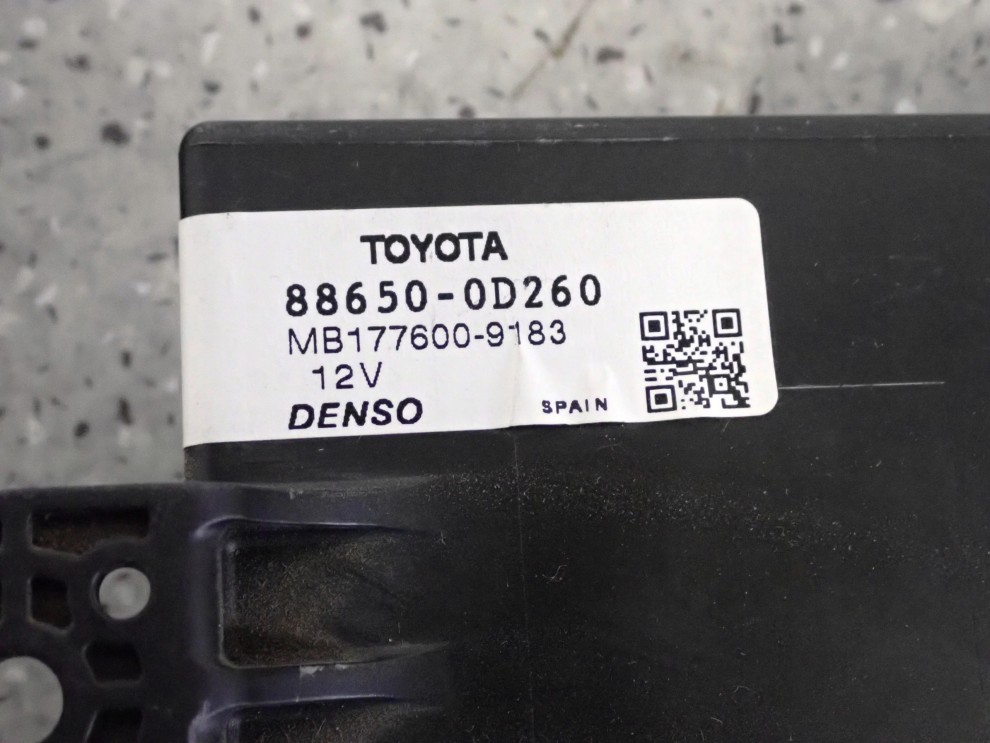 TOYOTA
88650-0D260
MB177600-9183
12V
DENSO SPAIN